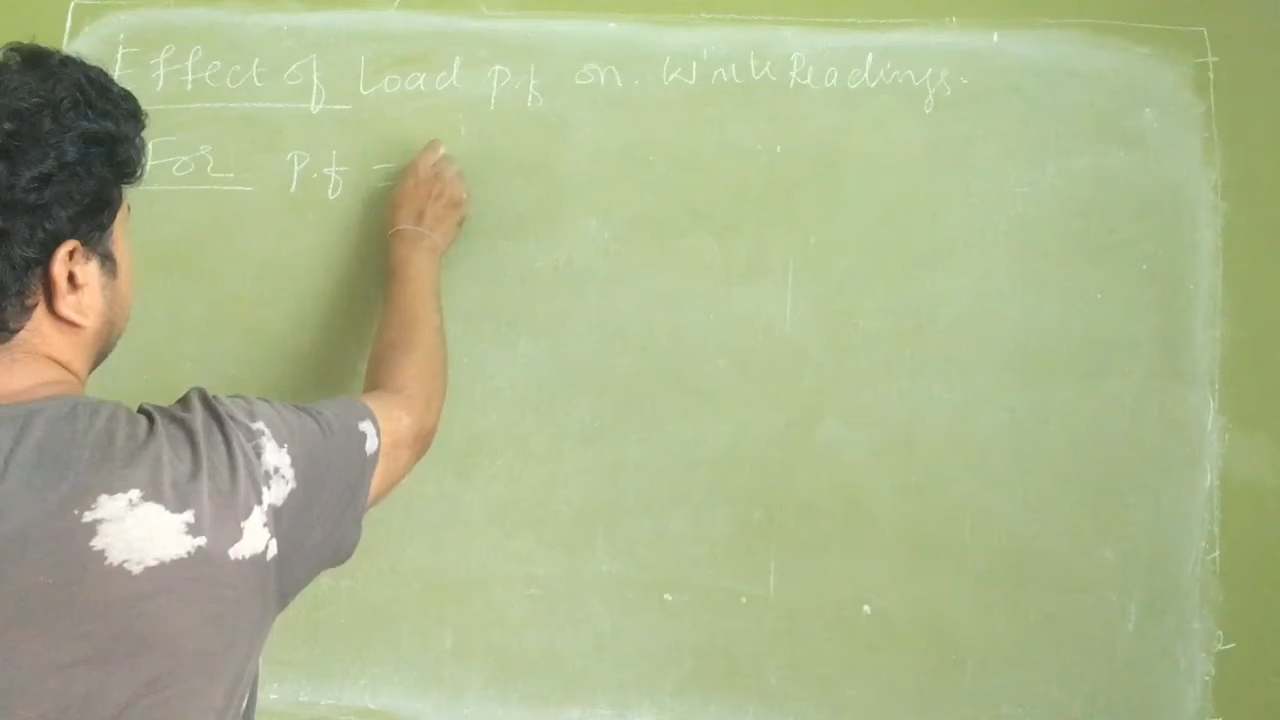 Effect of Load P.f on. W'mtr Readings.
For P.f =